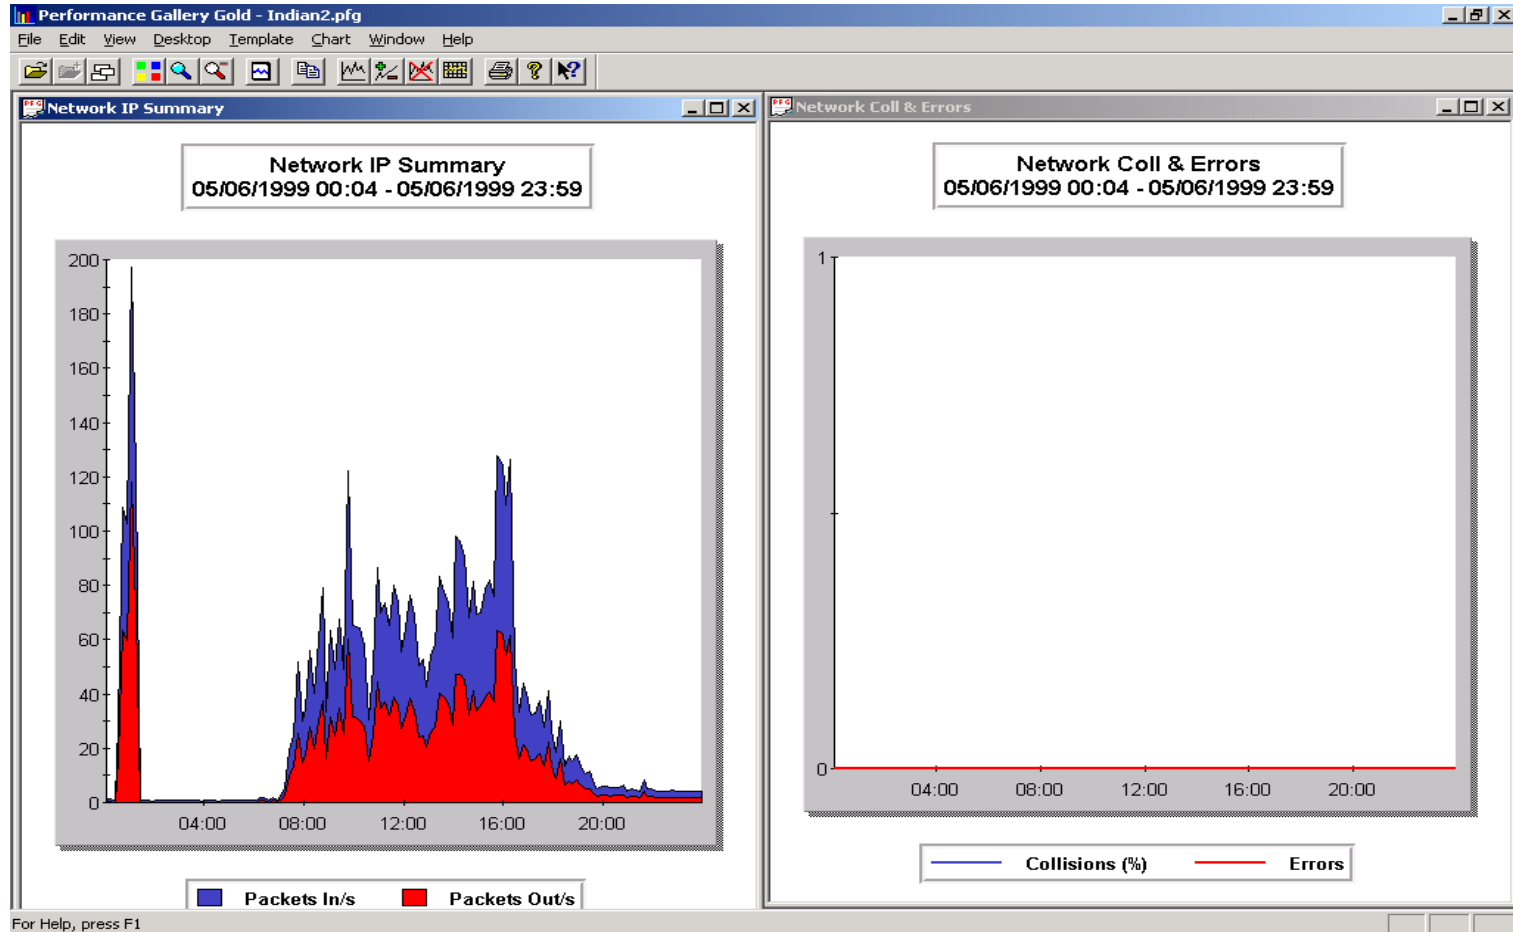 Performance Gallery Gold - Indian2.pfg
File Edit View Desktop Template Chart Window Help
Network IP Summary
Network IP Summary
05/06/1999 00:04 - 05/06/1999 23:59
200
180
160
140
120
100
80
60
40
20
0
04:00 08:00 12:00 16:00 20:00
Packets In/s Packets Out/s
Network Coll & Errors
Network Coll & Errors
05/06/1999 00:04 - 05/06/1999 23:59
1
0
04:00 08:00 12:00 16:00 20:00
Collisions (%) Errors
For Help, press F1